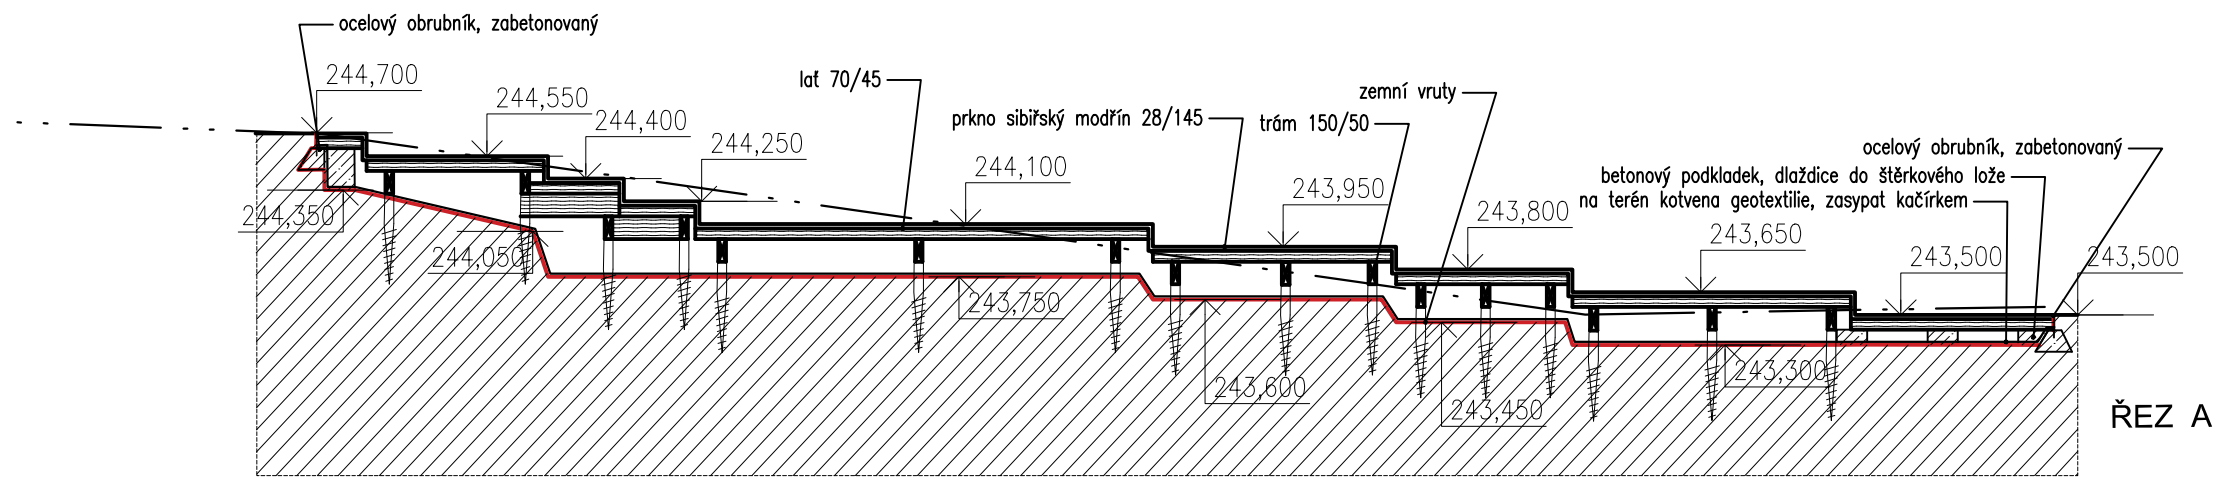 ocelový obrubník, zabetonovaný
244,700
244,550
244,400
244,250
lať 70/45
244,100
prkno sibiřský modřín 28/145
zemní vruty
trám 150/50
243,950
243,800
243,650
ocelový obrubník, zabetonovaný
betonový podkladek, dlaždice do štěrkového lože
na terén kotvena geotextilie, zasypat kačírkem
243,500
243,500
244,350
244,050
243,750
243,600
243,450
243,300
ŘEZ A